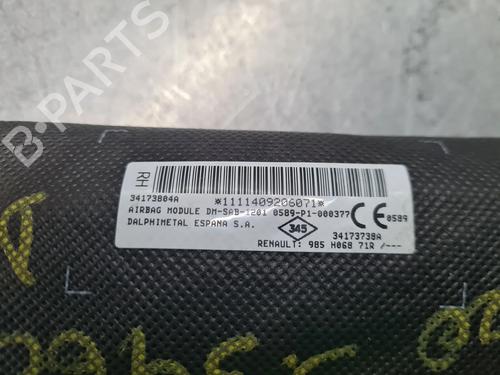 B-PARTS
RH
34173804A
*1111409206071*
AIRBAG MODULE DM-SAB-1201 0589-P1-000377
CE 0589
DALPHIMETAL ESPANA S.A.
345
34173738A
RENAULT: 985 H068 71R /---